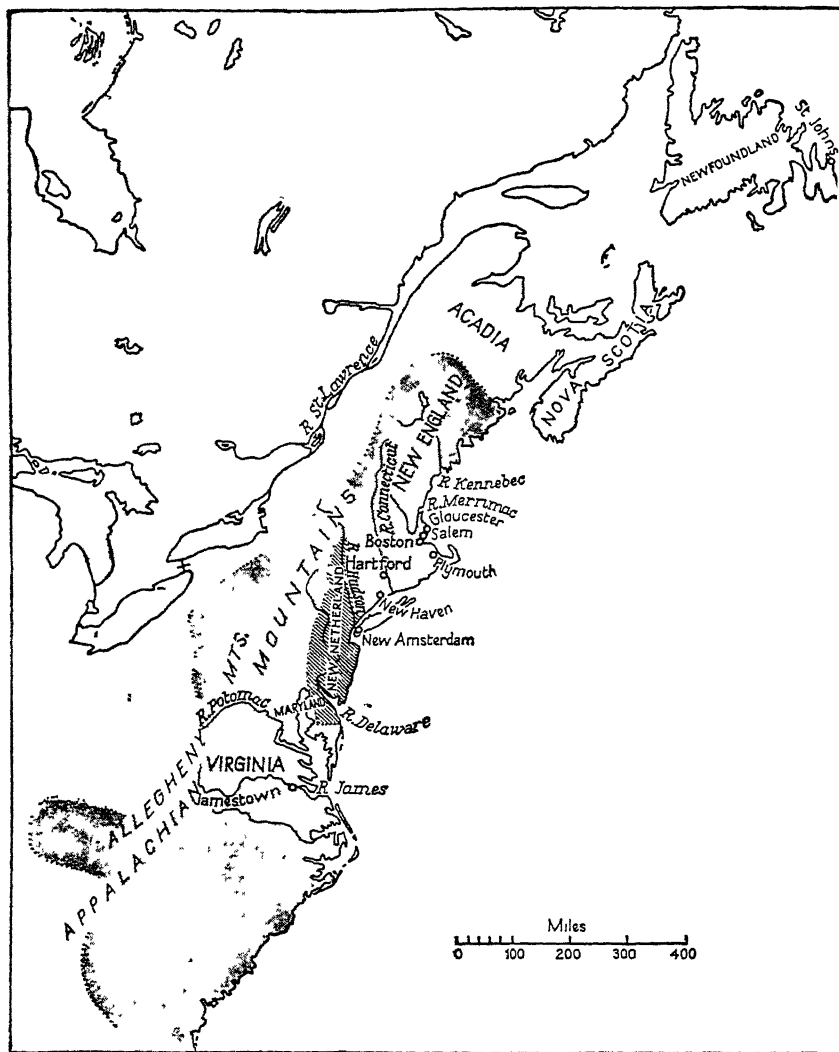 St Johns
NEWFOUNDLAND
ACADIA
NOVA SCOTIA
R. St. Lawrence
NEW ENGLAND
R. Connecticut
R. Kennebec
R. Merrimac
Gloucester
Salem
Boston
Plymouth
Hartford
R. Hudson
New Haven
NEW NETHERLAND
New Amsterdam
ALLEGHENY MTS.
APPALACHIAN MOUNTAINS
R. Potomac
MARYLAND
R. Delaware
VIRGINIA
R James
Jamestown
Miles
0 100 200 300 400